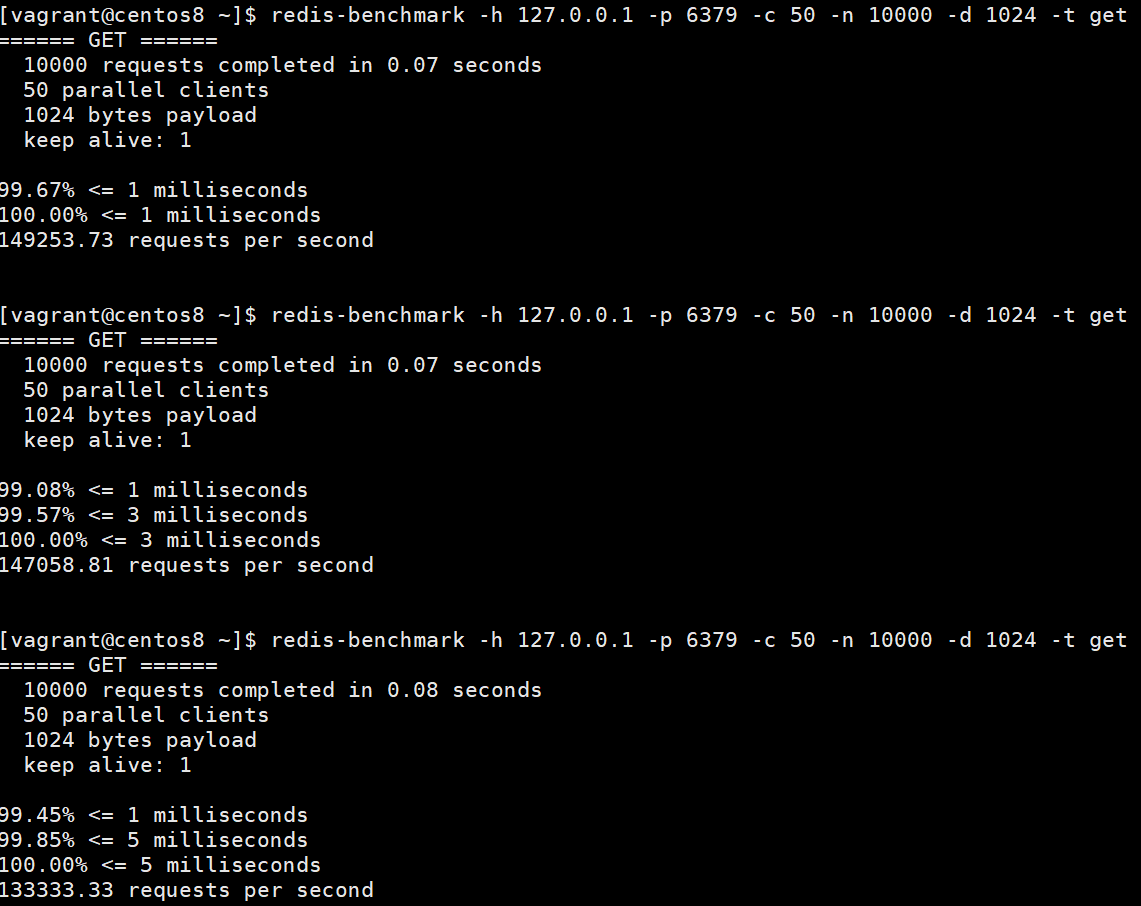 [vagrant@centos8 ~]$ redis-benchmark -h 127.0.0.1 -p 6379 -c 50 -n 10000 -d 1024 -t get
====== GET ======
  10000 requests completed in 0.07 seconds
  50 parallel clients
  1024 bytes payload
  keep alive: 1

99.67% <= 1 milliseconds
100.00% <= 1 milliseconds
149253.73 requests per second


[vagrant@centos8 ~]$ redis-benchmark -h 127.0.0.1 -p 6379 -c 50 -n 10000 -d 1024 -t get
====== GET ======
  10000 requests completed in 0.07 seconds
  50 parallel clients
  1024 bytes payload
  keep alive: 1

99.08% <= 1 milliseconds
99.57% <= 3 milliseconds
100.00% <= 3 milliseconds
147058.81 requests per second


[vagrant@centos8 ~]$ redis-benchmark -h 127.0.0.1 -p 6379 -c 50 -n 10000 -d 1024 -t get
====== GET ======
  10000 requests completed in 0.08 seconds
  50 parallel clients
  1024 bytes payload
  keep alive: 1

99.45% <= 1 milliseconds
99.85% <= 5 milliseconds
100.00% <= 5 milliseconds
133333.33 requests per second